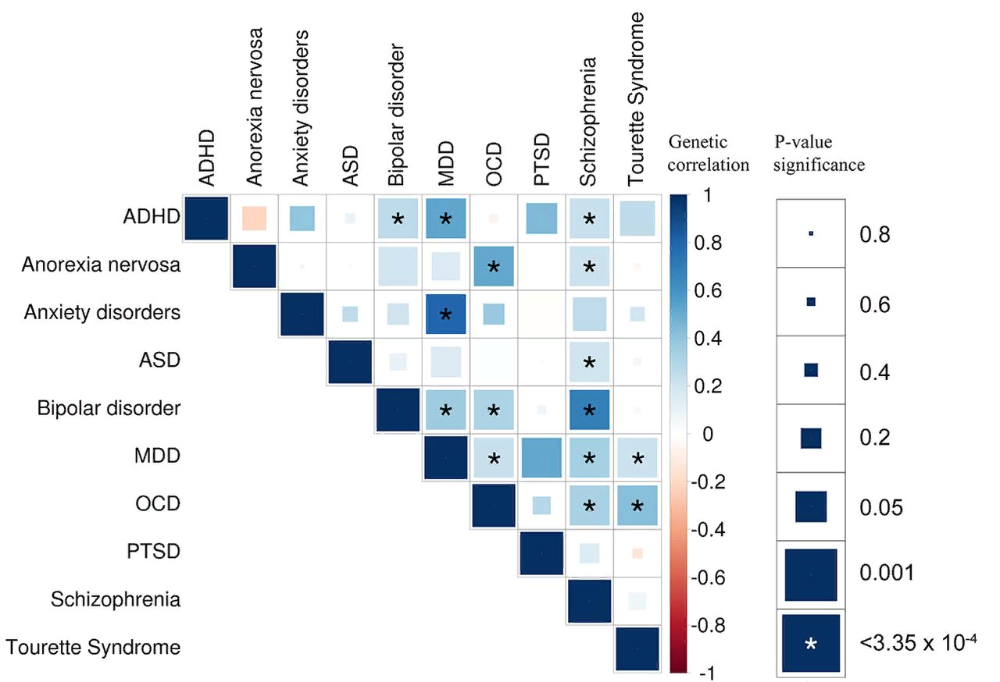 ADHD
Anorexia nervosa
Anxiety disorders
ASD
Bipolar disorder
MDD
OCD
PTSD
Schizophrenia
Tourette Syndrome
Genetic
correlation
P-value
significance
ADHD * * *
Anorexia nervosa * *
Anxiety disorders *
ASD *
Bipolar disorder * * *
MDD * * *
OCD * *
PTSD
Schizophrenia
Tourette Syndrome
1
0.8
0.6
0.4
0.2
0
-0.2
-0.4
-0.6
-0.8
-1
0.8
0.6
0.4
0.2
0.05
0.001
* <3.35 x 10⁻⁴